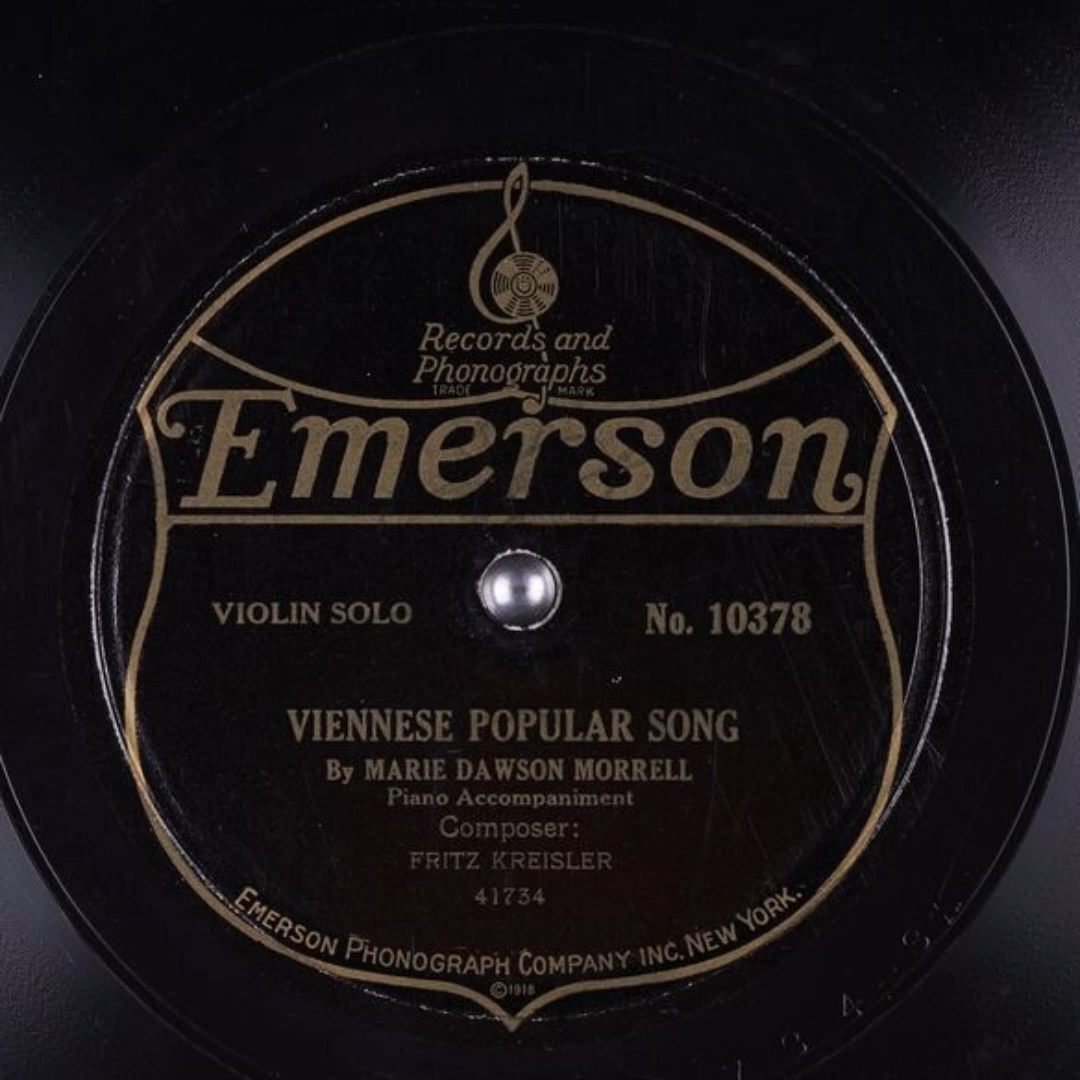 Records and
Phonographs
TRADE MARK
Emerson
VIOLIN SOLO No. 10378
VIENNESE POPULAR SONG
By MARIE DAWSON MORRELL
Piano Accompaniment
Composer:
FRITZ KREISLER
41734
EMERSON PHONOGRAPH COMPANY INC. NEW YORK.
©1918